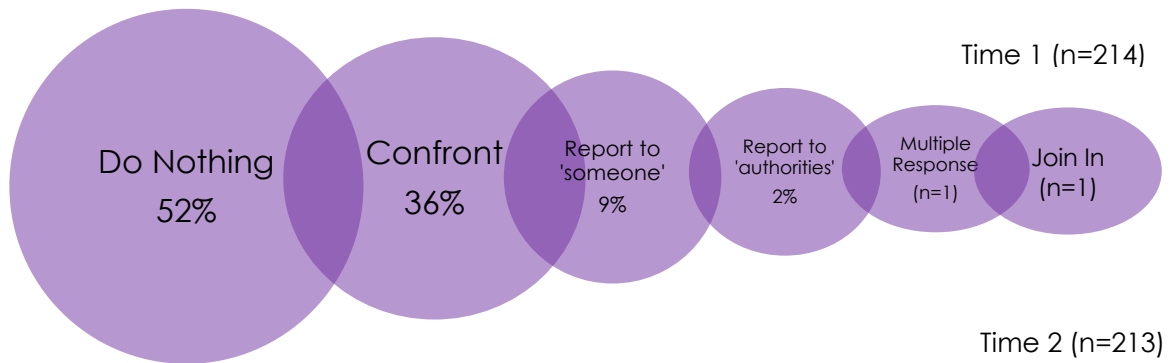 Time 1 (n=214)
Do Nothing
52%
Confront
36%
Report to
'someone'
9%
Report to
'authorities'
2%
Multiple
Response
(n=1)
Join In
(n=1)
Time 2 (n=213)